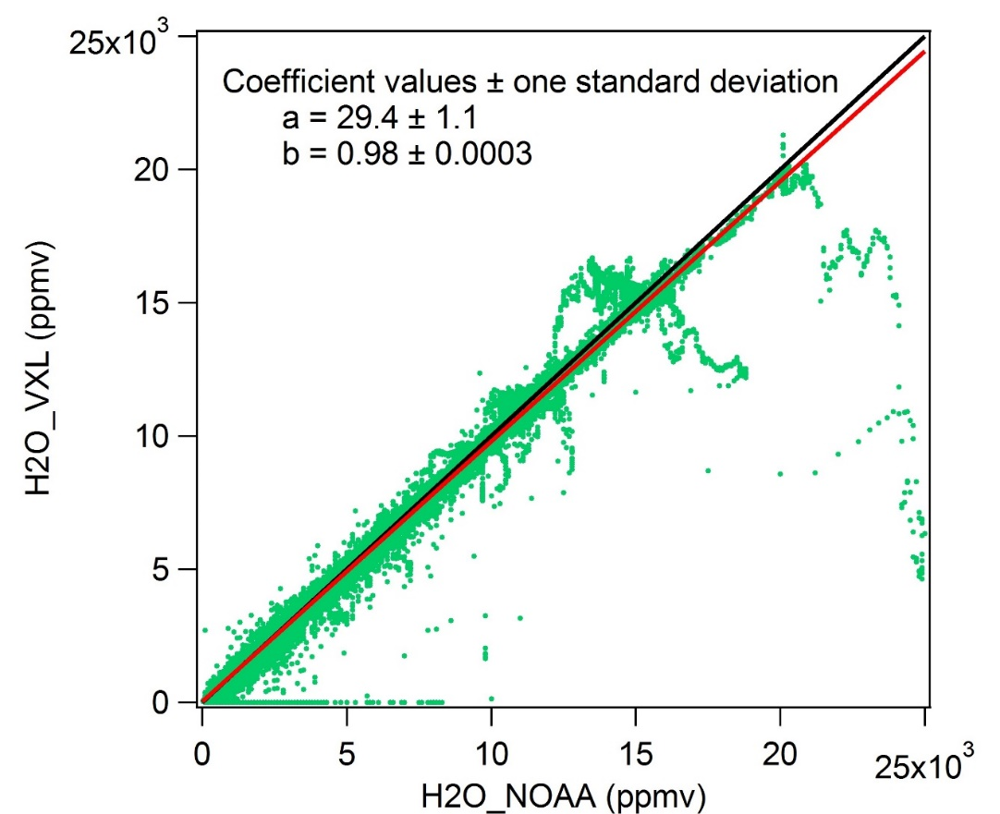 25x10³
Coefficient values ± one standard deviation
a = 29.4 ± 1.1
b = 0.98 ± 0.0003
20
15
10
5
0
H2O_VXL (ppmv)
0 5 10 15 20 25x10³
H2O_NOAA (ppmv)